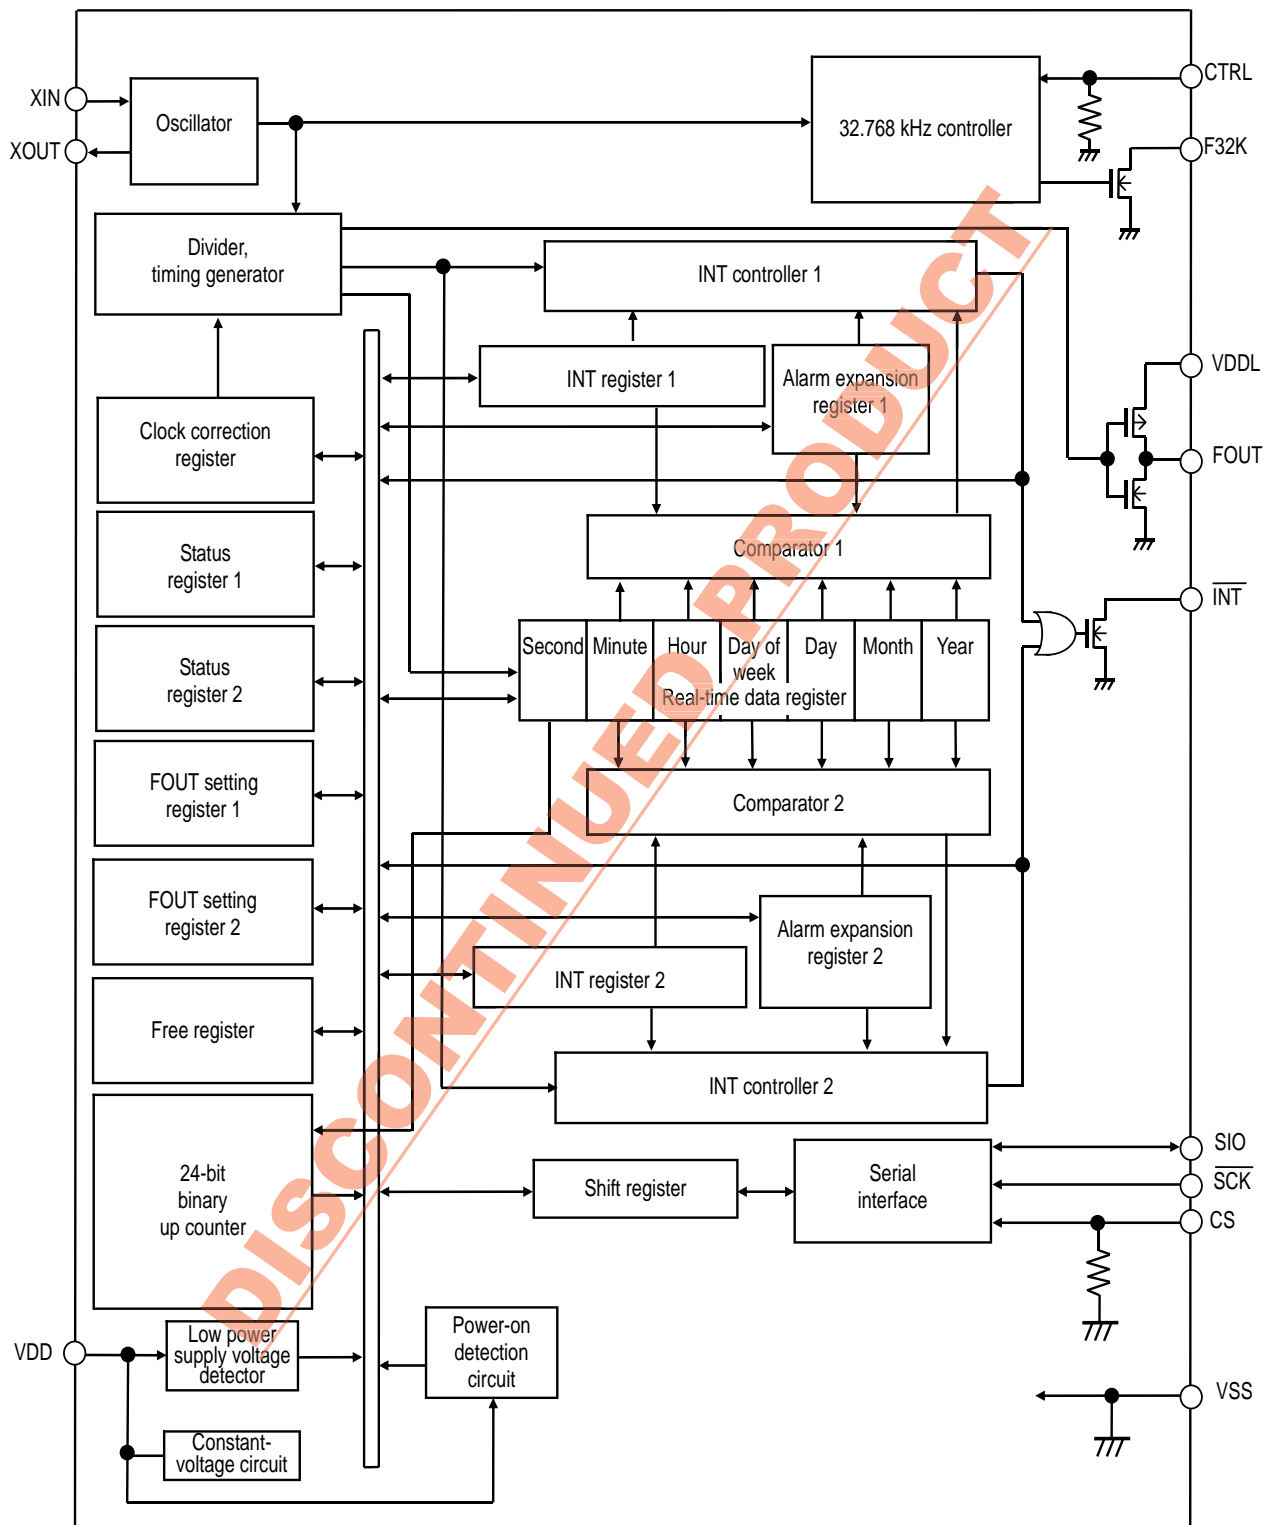 XIN
XOUT
Oscillator
32.768 kHz controller
CTRL
F32K
Divider,
timing generator
INT controller 1
INT register 1
Alarm expansion
register 1
VDDL
FOUT
Clock correction
register
Status
register 1
Comparator 1
INT
Status
register 2
Second
Minute
Hour
Day of
week
Day
Month
Year
Real-time data register
FOUT setting
register 1
Comparator 2
FOUT setting
register 2
Alarm expansion
register 2
INT register 2
Free register
INT controller 2
24-bit
binary
up counter
Shift register
Serial
interface
SIO
SCK
CS
VDD
Low power
supply voltage
detector
Power-on
detection
circuit
Constant-
voltage circuit
VSS
DISCONTINUED PRODUCT